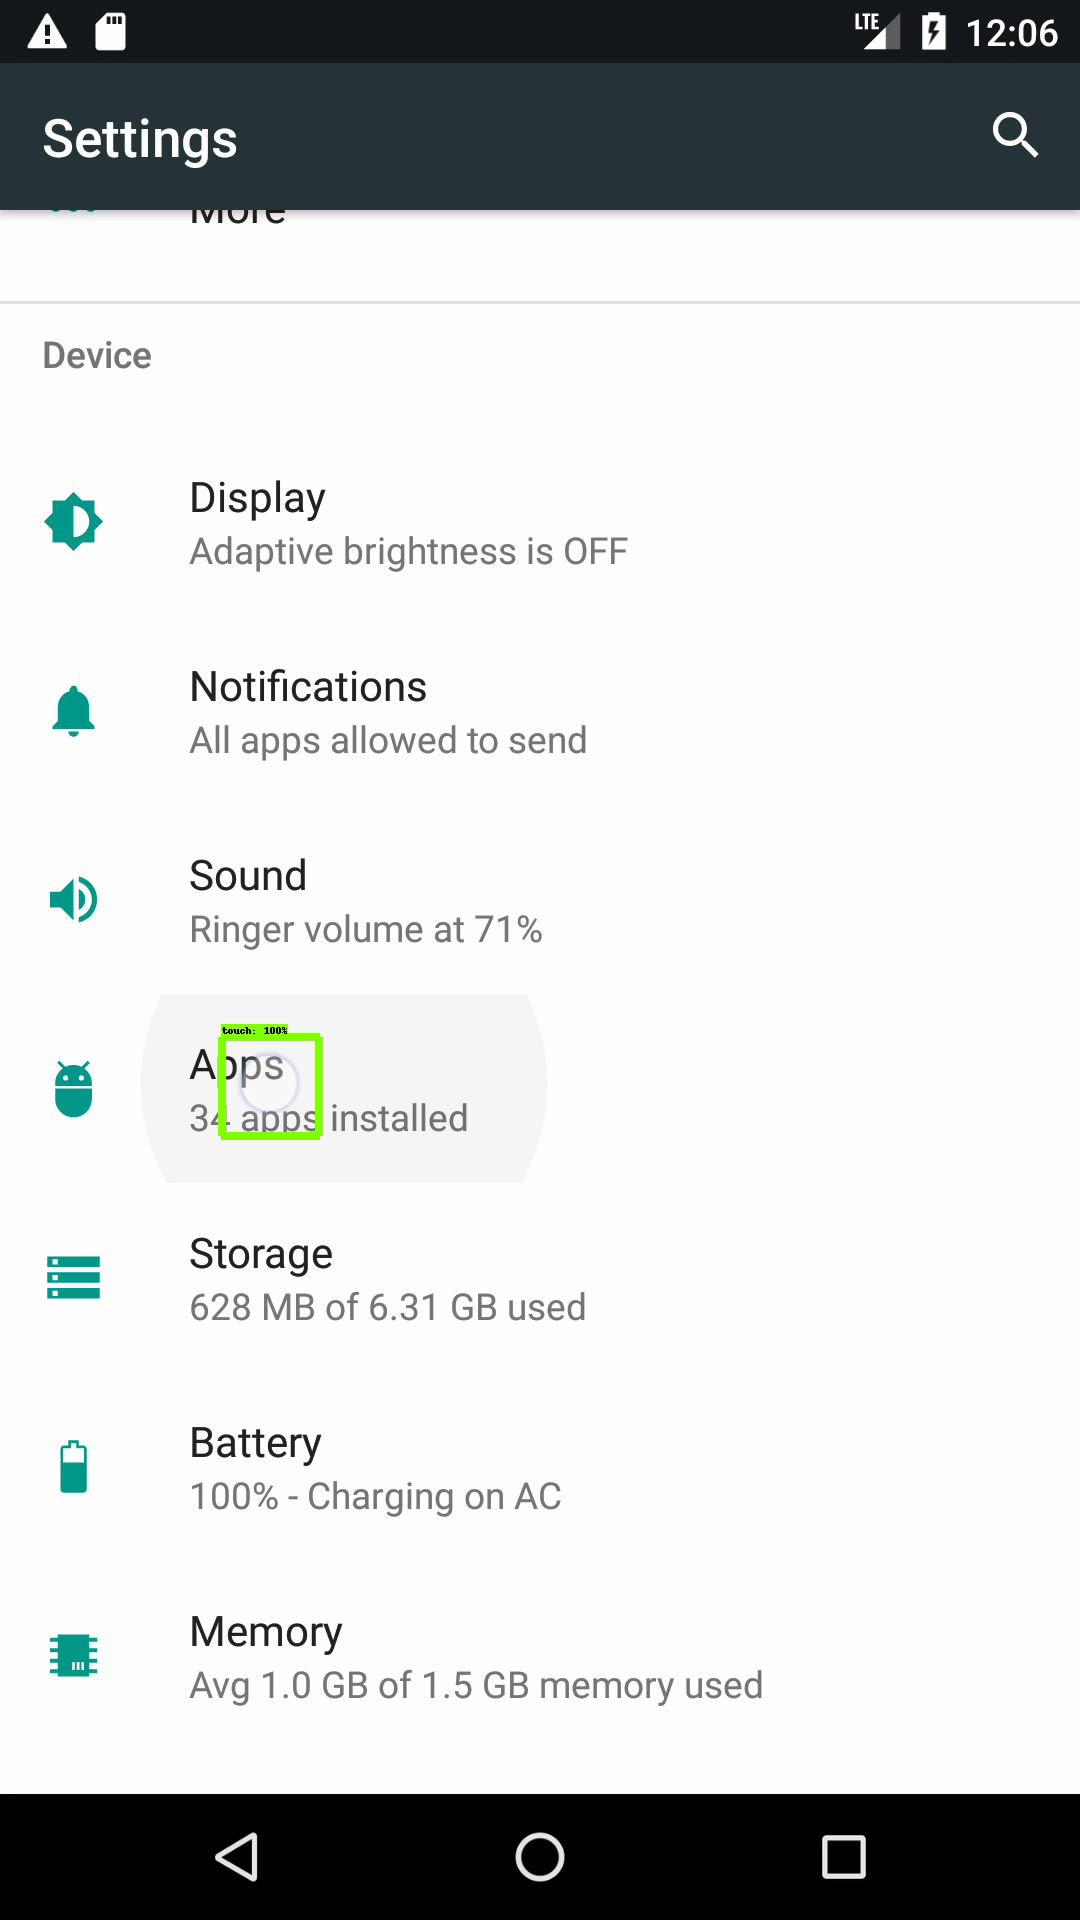 LTE 12:06
Settings
More
Device
Display
Adaptive brightness is OFF
Notifications
All apps allowed to send
Sound
Ringer volume at 71%
touch: 100%
Apps
34 apps installed
Storage
628 MB of 6.31 GB used
Battery
100% - Charging on AC
Memory
Avg 1.0 GB of 1.5 GB memory used